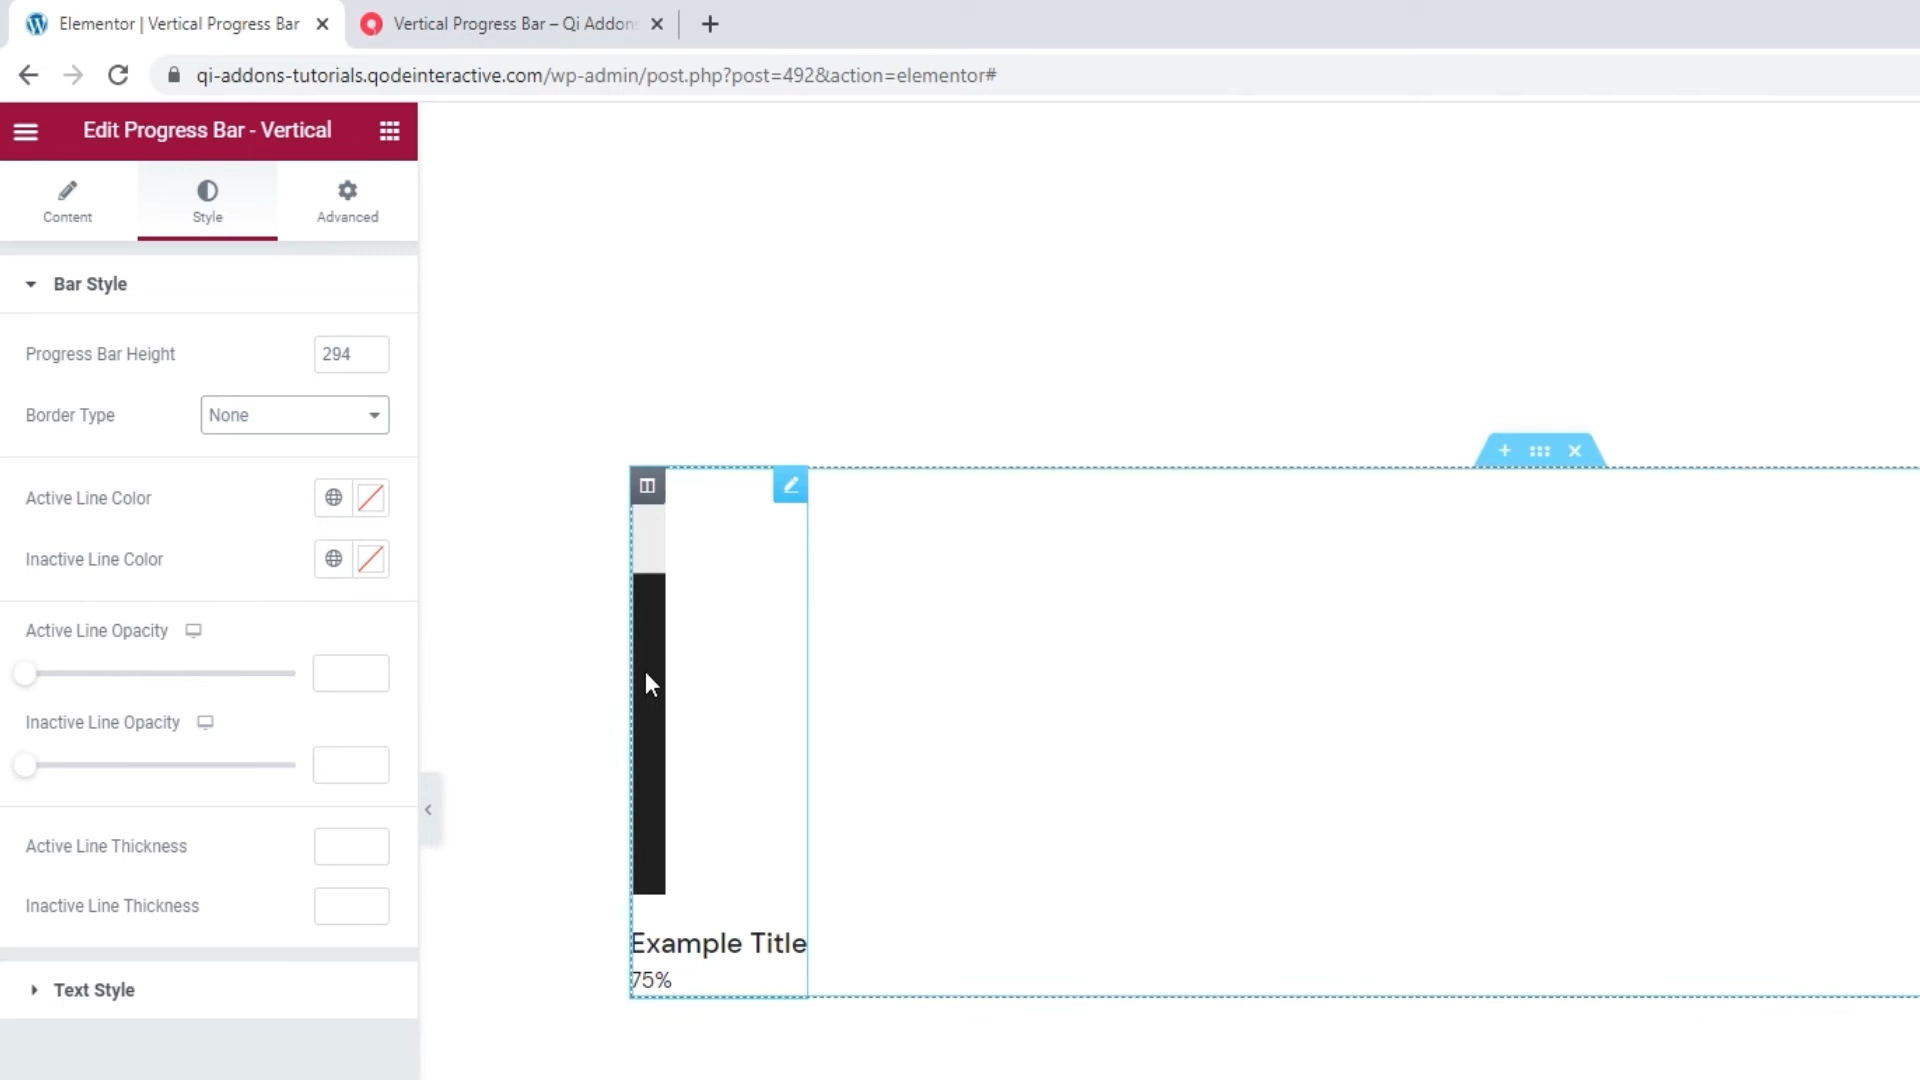 Elementor | Vertical Progress Bar
Vertical Progress Bar – Qi Addons
qi-addons-tutorials.qodeinteractive.com/wp-admin/post.php?post=492&action=elementor#
Edit Progress Bar - Vertical
Content
Style
Advanced
Bar Style
Progress Bar Height
294
Border Type
None
Active Line Color
Inactive Line Color
Active Line Opacity
Inactive Line Opacity
Active Line Thickness
Inactive Line Thickness
Text Style
Example Title
75%